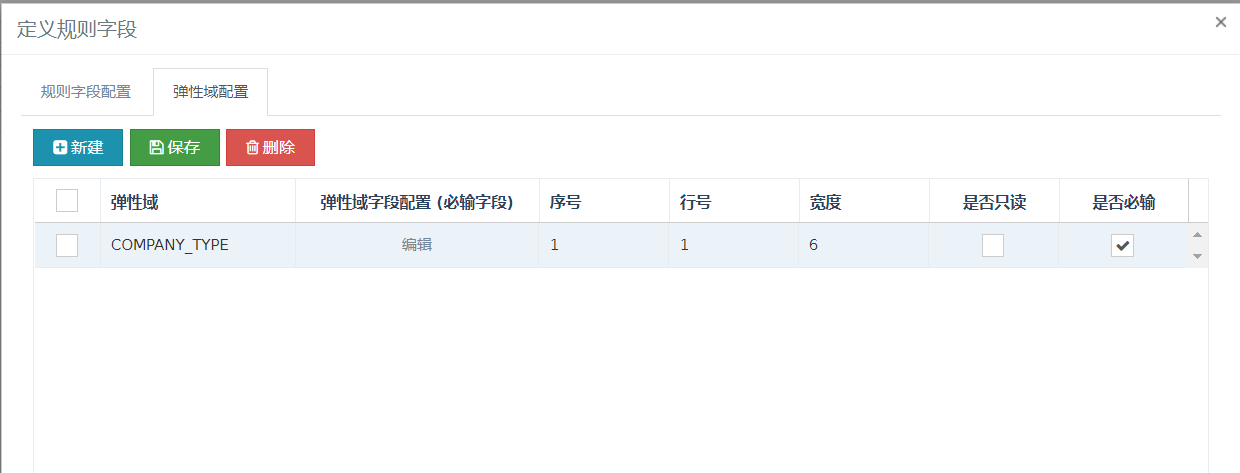 定义规则字段
×
规则字段配置 弹性域配置
新建 保存 删除
弹性域 弹性域字段配置 (必输字段) 序号 行号 宽度 是否只读 是否必输
COMPANY_TYPE 编辑 1 1 6